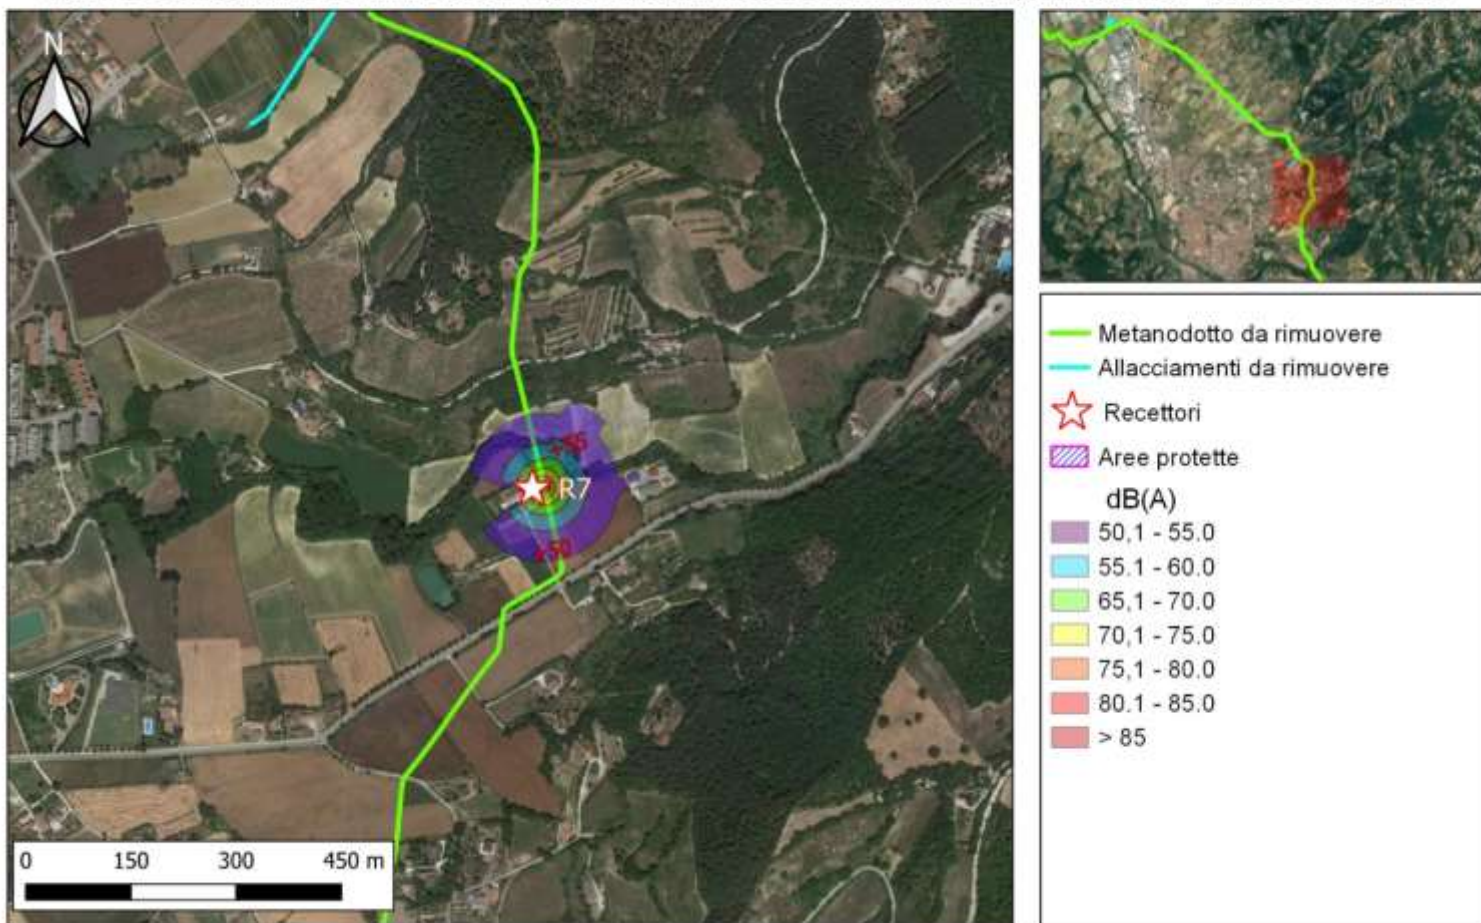 N
R7
0 150 300 450 m
Metanodotto da rimuovere
Allacciamenti da rimuovere
Recettori
Aree protette
dB(A)
50,1 - 55.0
55.1 - 60.0
65,1 - 70.0
70,1 - 75.0
75,1 - 80.0
80.1 - 85.0
> 85